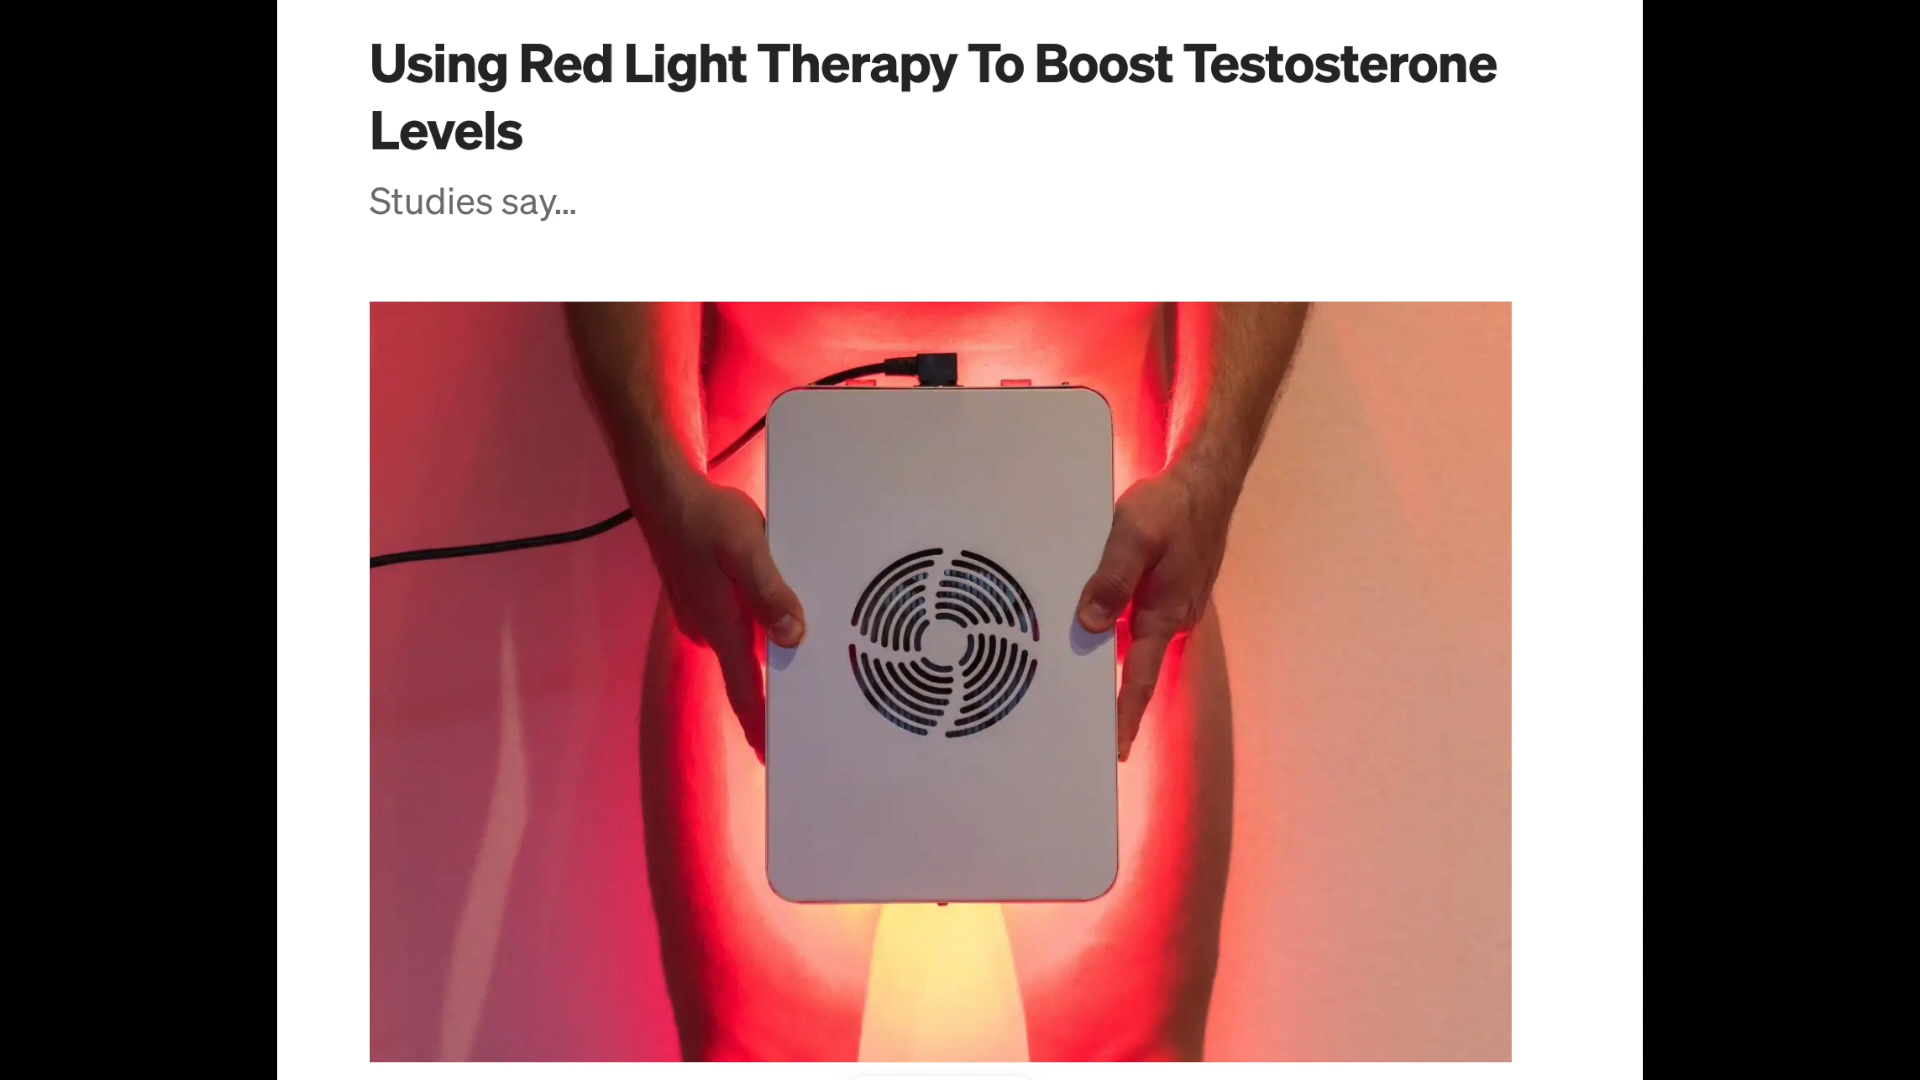 Using Red Light Therapy To Boost Testosterone
Levels
Studies say...